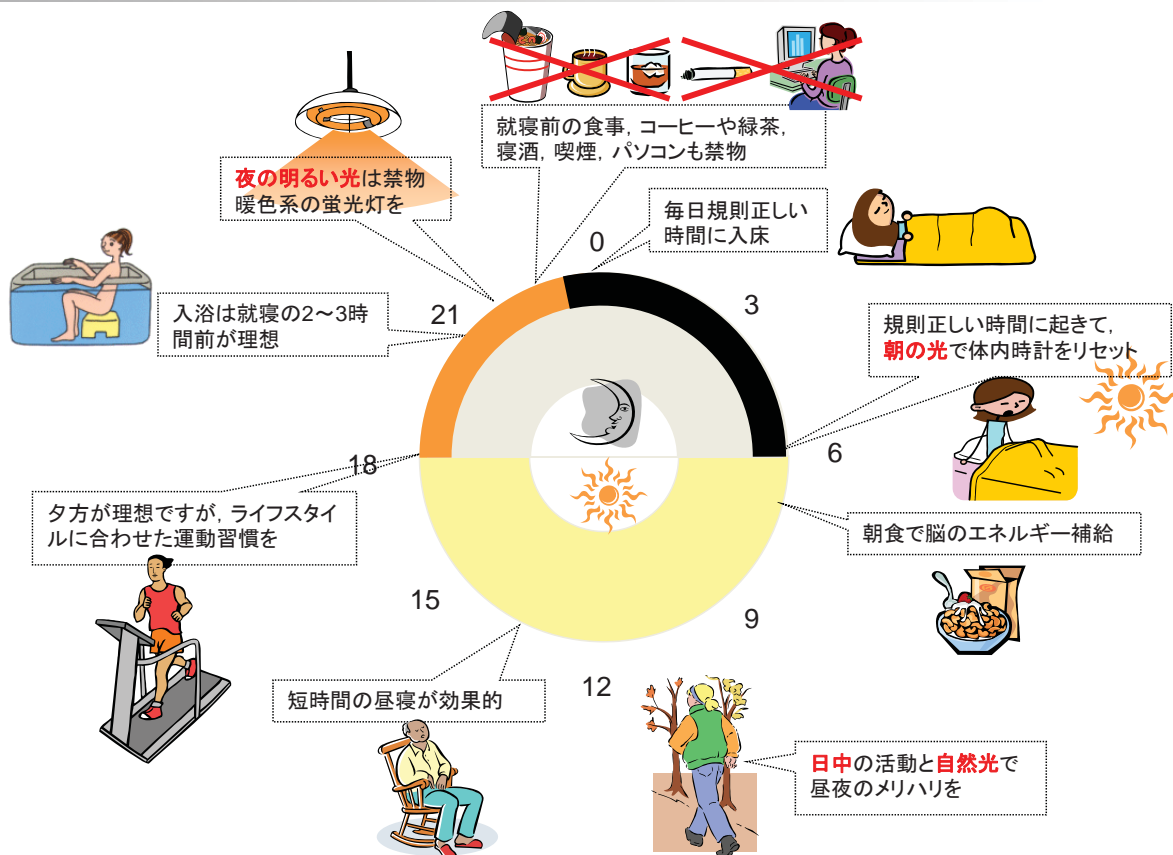 就寝前の食事, コーヒーや緑茶,
寝酒, 喫煙, パソコンも禁物
夜の明るい光は禁物
暖色系の蛍光灯を
毎日規則正しい
時間に入床
0
3
21
入浴は就寝の2～3時
間前が理想
規則正しい時間に起きて,
朝の光で体内時計をリセット
6
18
夕方が理想ですが, ライフスタイ
ルに合わせた運動習慣を
朝食で脳のエネルギー補給
15
9
12
短時間の昼寝が効果的
日中の活動と自然光で
昼夜のメリハリを